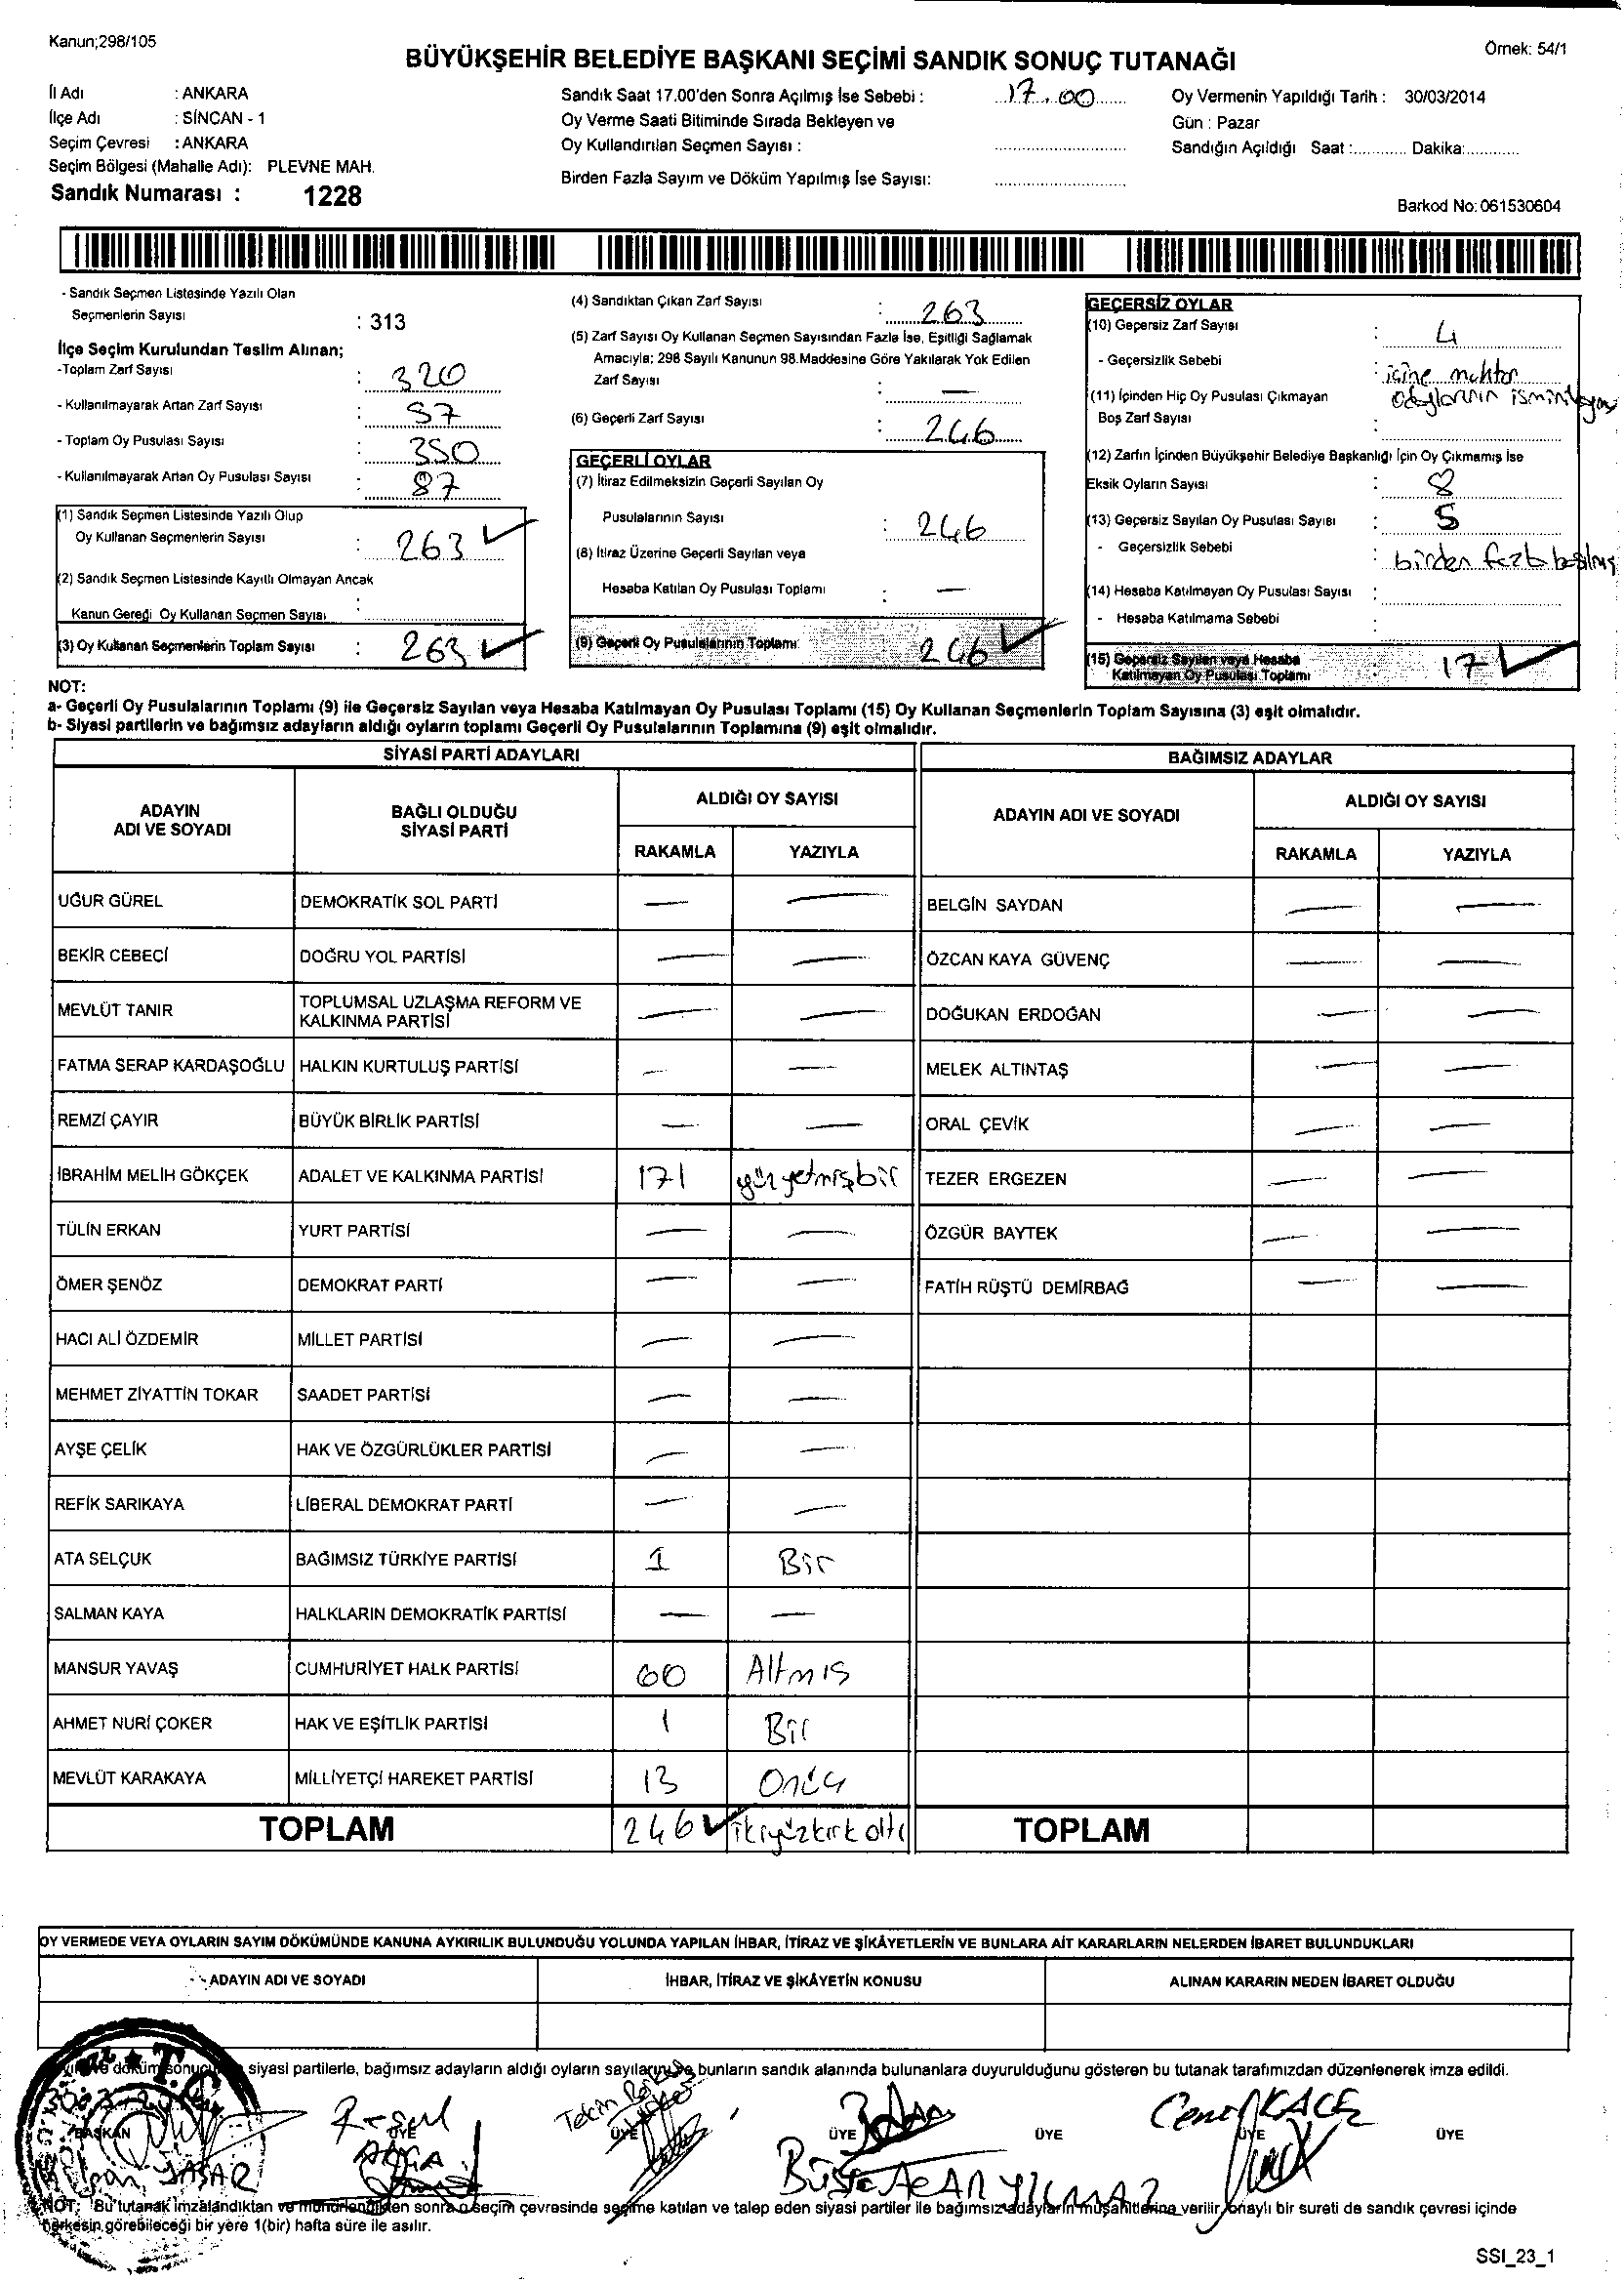 Kanun;298/105
BÜYÜKŞEHİR BELEDİYE BAŞKANI SEÇİMİ SANDIK SONUÇ TUTANAĞI
Örnek: 54/1
İl Adı : ANKARA
İlçe Adı : SİNCAN - 1
Seçim Çevresi : ANKARA
Seçim Bölgesi (Mahalle Adı): PLEVNE MAH.
Sandık Numarası : 1228
Sandık Saat 17.00'den Sonra Açılmış İse Sebebi : 17.00
Oy Verme Saati Bitiminde Sırada Bekleyen ve
Oy Kullandırılan Seçmen Sayısı :
Birden Fazla Sayım ve Döküm Yapılmış İse Sayısı:
Oy Vermenin Yapıldığı Tarih : 30/03/2014
Gün : Pazar
Sandığın Açıldığı Saat : Dakika:
Barkod No: 061530604
- Sandık Seçmen Listesinde Yazılı Olan
Seçmenlerin Sayısı : 313
İlçe Seçim Kurulundan Teslim Alınan;
-Toplam Zarf Sayısı : 320
- Kullanılmayarak Artan Zarf Sayısı : 57
- Toplam Oy Pusulası Sayısı : 350
- Kullanılmayarak Artan Oy Pusulası Sayısı : 87
(1) Sandık Seçmen Listesinde Yazılı Olup
Oy Kullanan Seçmenlerin Sayısı : 263
(2) Sandık Seçmen Listesinde Kayıtlı Olmayan Ancak
Kanun Gereği Oy Kullanan Seçmen Sayısı :
(3) Oy Kullanan Seçmenlerin Toplam Sayısı : 263
(4) Sandıktan Çıkan Zarf Sayısı : 263
(5) Zarf Sayısı Oy Kullanan Seçmen Sayısından Fazla İse, Eşitliği Sağlamak
Amacıyla; 298 Sayılı Kanunun 98.Maddesine Göre Yakılarak Yok Edilen
Zarf Sayısı : —
(6) Geçerli Zarf Sayısı : 246
GEÇERLİ OYLAR
(7) İtiraz Edilmeksizin Geçerli Sayılan Oy
Pusulalarının Sayısı : 246
(8) İtiraz Üzerine Geçerli Sayılan veya
Hesaba Katılan Oy Pusulası Toplamı : —
(9) Geçerli Oy Pusulalarının Toplamı: 246
GEÇERSİZ OYLAR
(10) Geçersiz Zarf Sayısı : 4
- Geçersizlik Sebebi : içine muhtar
adaylarının ismini
(11) İçinden Hiç Oy Pusulası Çıkmayan
Boş Zarf Sayısı :
(12) Zarfın İçinden Büyükşehir Belediye Başkanlığı İçin Oy Çıkmamış İse
Eksik Oyların Sayısı : 8
(13) Geçersiz Sayılan Oy Pusulası Sayısı : 5
- Geçersizlik Sebebi : birden fazla basılmış
(14) Hesaba Katılmayan Oy Pusulası Sayısı :
- Hesaba Katılmama Sebebi :
(15) Geçersiz Sayılan veya Hesaba
Katılmayan Oy Pusulası Toplamı : 17
NOT:
a- Geçerli Oy Pusulalarının Toplamı (9) ile Geçersiz Sayılan veya Hesaba Katılmayan Oy Pusulası Toplamı (15) Oy Kullanan Seçmenlerin Toplam Sayısına (3) eşit olmalıdır.
b- Siyasi partilerin ve bağımsız adayların aldığı oyların toplamı Geçerli Oy Pusulalarının Toplamına (9) eşit olmalıdır.
SİYASİ PARTİ ADAYLARI
ADAYIN ADI VE SOYADI
BAĞLI OLDUĞU SİYASİ PARTİ
ALDIĞI OY SAYISI
RAKAMLA YAZIYLA
UĞUR GÜREL DEMOKRATİK SOL PARTİ — —
BEKİR CEBECİ DOĞRU YOL PARTİSİ — —
MEVLÜT TANIR TOPLUMSAL UZLAŞMA REFORM VE KALKINMA PARTİSİ — —
FATMA SERAP KARDAŞOĞLU HALKIN KURTULUŞ PARTİSİ — —
REMZİ ÇAYIR BÜYÜK BİRLİK PARTİSİ — —
İBRAHİM MELİH GÖKÇEK ADALET VE KALKINMA PARTİSİ 171 yüzyetmişbir
TÜLİN ERKAN YURT PARTİSİ — —
ÖMER ŞENÖZ DEMOKRAT PARTİ — —
HACI ALİ ÖZDEMİR MİLLET PARTİSİ — —
MEHMET ZİYATTİN TOKAR SAADET PARTİSİ — —
AYŞE ÇELİK HAK VE ÖZGÜRLÜKLER PARTİSİ — —
REFİK SARIKAYA LİBERAL DEMOKRAT PARTİ — —
ATA SELÇUK BAĞIMSIZ TÜRKİYE PARTİSİ 1 Bir
SALMAN KAYA HALKLARIN DEMOKRATİK PARTİSİ — —
MANSUR YAVAŞ CUMHURİYET HALK PARTİSİ 60 Altmıs
AHMET NURİ ÇOKER HAK VE EŞİTLİK PARTİSİ 1 Bir
MEVLÜT KARAKAYA MİLLİYETÇİ HAREKET PARTİSİ 13 Onüç
TOPLAM 246 ikiyüzkırk altı
BAĞIMSIZ ADAYLAR
ADAYIN ADI VE SOYADI
ALDIĞI OY SAYISI
RAKAMLA YAZIYLA
BELGİN SAYDAN — —
ÖZCAN KAYA GÜVENÇ — —
DOĞUKAN ERDOĞAN — —
MELEK ALTINTAŞ — —
ORAL ÇEVİK — —
TEZER ERGEZEN — —
ÖZGÜR BAYTEK — —
FATİH RÜŞTÜ DEMİRBAĞ — —
TOPLAM
OY VERMEDE VEYA OYLARIN SAYIM DÖKÜMÜNDE KANUNA AYKIRILIK BULUNDUĞU YOLUNDA YAPILAN İHBAR, İTİRAZ VE ŞİKÂYETLERİN VE BUNLARA AİT KARARLARIN NELERDEN İBARET BULUNDUKLARI
ADAYIN ADI VE SOYADI
İHBAR, İTİRAZ VE ŞİKÂYETİN KONUSU
ALINAN KARARIN NEDEN İBARET OLDUĞU
döküm siyasi partilerle, bağımsız adayların aldığı oyların bunların sandık alanında bulunanlara duyurulduğunu gösteren bu tutanak tarafımızdan düzenlenerek imza edildi.
T.C.
BAŞKAN ÜYE ÜYE ÜYE ÜYE ÜYE ÜYE
YAŞAR
Tekin
YILMAZ
NOT: Bu tutanak imzalandıktan ve mühürlendikten sonra o seçim çevresinde seçime katılan ve talep eden siyasi partiler ile bağımsız adayların müşahitlerine verilir, onaylı bir sureti de sandık çevresi içinde
herkesin görebileceği bir yere 1(bir) hafta süre ile asılır.
SSI_23_1